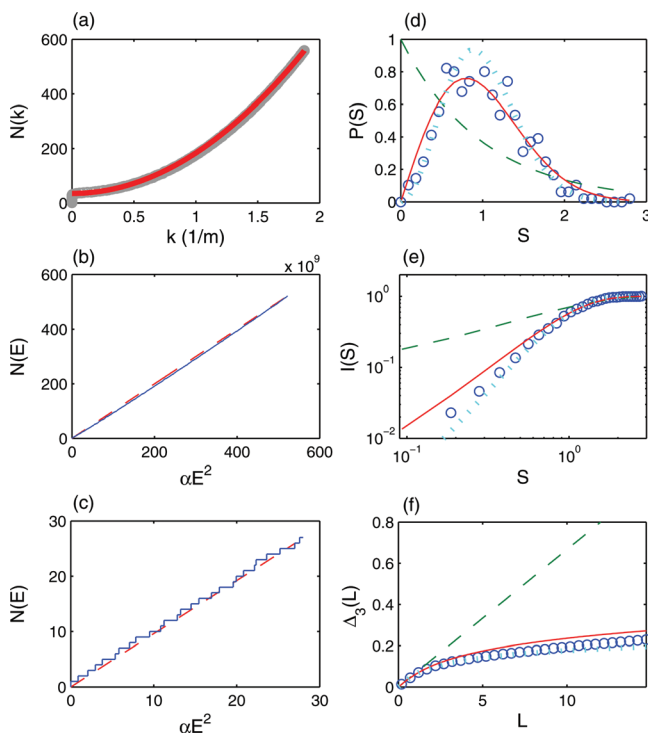 (a)
600
400
200
0
N(k)
0
0.5
1
1.5
2
k (1/m)
x 10⁹
(b)
600
400
200
0
N(E)
0
200
400
600
αE²
(c)
30
20
10
0
N(E)
0
10
20
30
αE²
(d)
1
0.8
0.6
0.4
0.2
0
P(S)
0
1
2
3
S
(e)
10⁰
10⁻¹
10⁻²
I(S)
10⁻¹
10⁰
S
(f)
0.8
0.6
0.4
0.2
0
Δ₃(L)
0
5
10
L